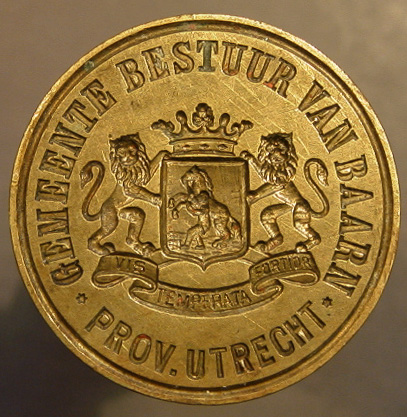 GEMEENTE BESTUUR VAN BAARN
VIS TEMPERATA FORTIOR
* PROV. UTRECHT *